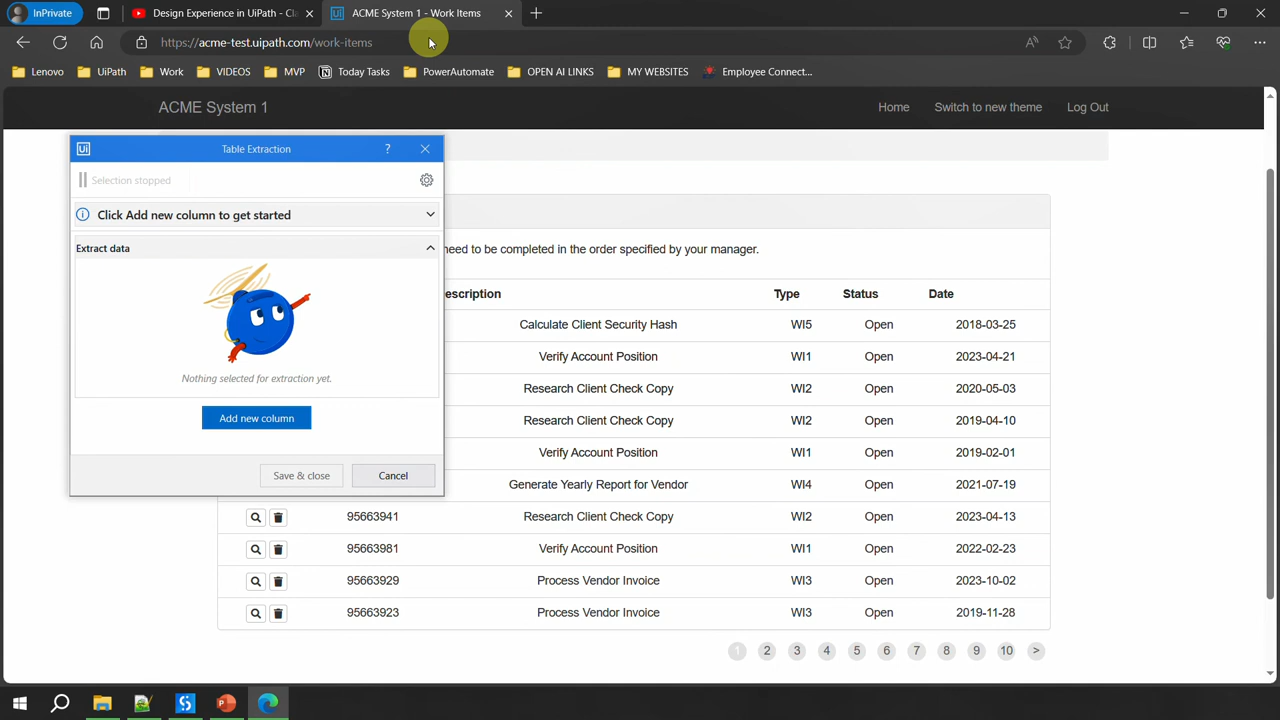 InPrivate
Design Experience in UiPath - Cla
ACME System 1 - Work Items
https://acme-test.uipath.com/work-items
Lenovo
UiPath
Work
VIDEOS
MVP
Today Tasks
PowerAutomate
OPEN AI LINKS
MY WEBSITES
Employee Connect...
ACME System 1
Home
Switch to new theme
Log Out
Ui
Table Extraction
?
Selection stopped
Click Add new column to get started
Extract data
Nothing selected for extraction yet.
Add new column
Save & close
Cancel
need to be completed in the order specified by your manager.
escription Type Status Date
Calculate Client Security Hash WI5 Open 2018-03-25
Verify Account Position WI1 Open 2023-04-21
Research Client Check Copy WI2 Open 2020-05-03
Research Client Check Copy WI2 Open 2019-04-10
Verify Account Position WI1 Open 2019-02-01
Generate Yearly Report for Vendor WI4 Open 2021-07-19
95663941 Research Client Check Copy WI2 Open 2023-04-13
95663981 Verify Account Position WI1 Open 2022-02-23
95663929 Process Vendor Invoice WI3 Open 2023-10-02
95663923 Process Vendor Invoice WI3 Open 2019-11-28
1 2 3 4 5 6 7 8 9 10 >